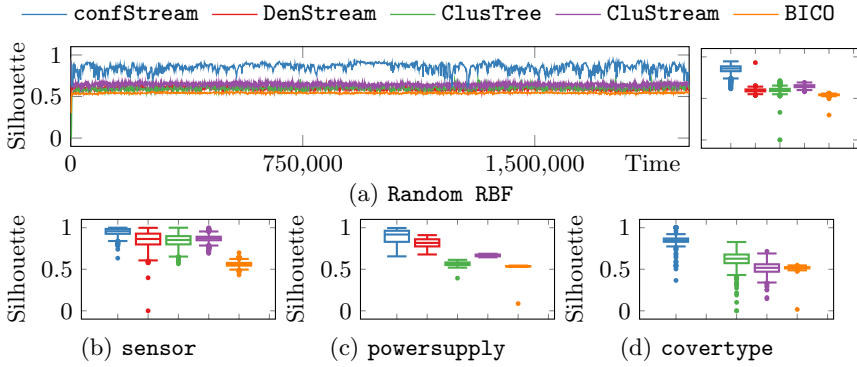 confStream DenStream ClusTree CluStream BICO
Silhouette
1
0.5
0
0 750,000 1,500,000 Time
(a) Random RBF
Silhouette
1
0.5
0
(b) sensor
Silhouette
1
0.5
0
(c) powersupply
Silhouette
1
0.5
0
(d) covertype